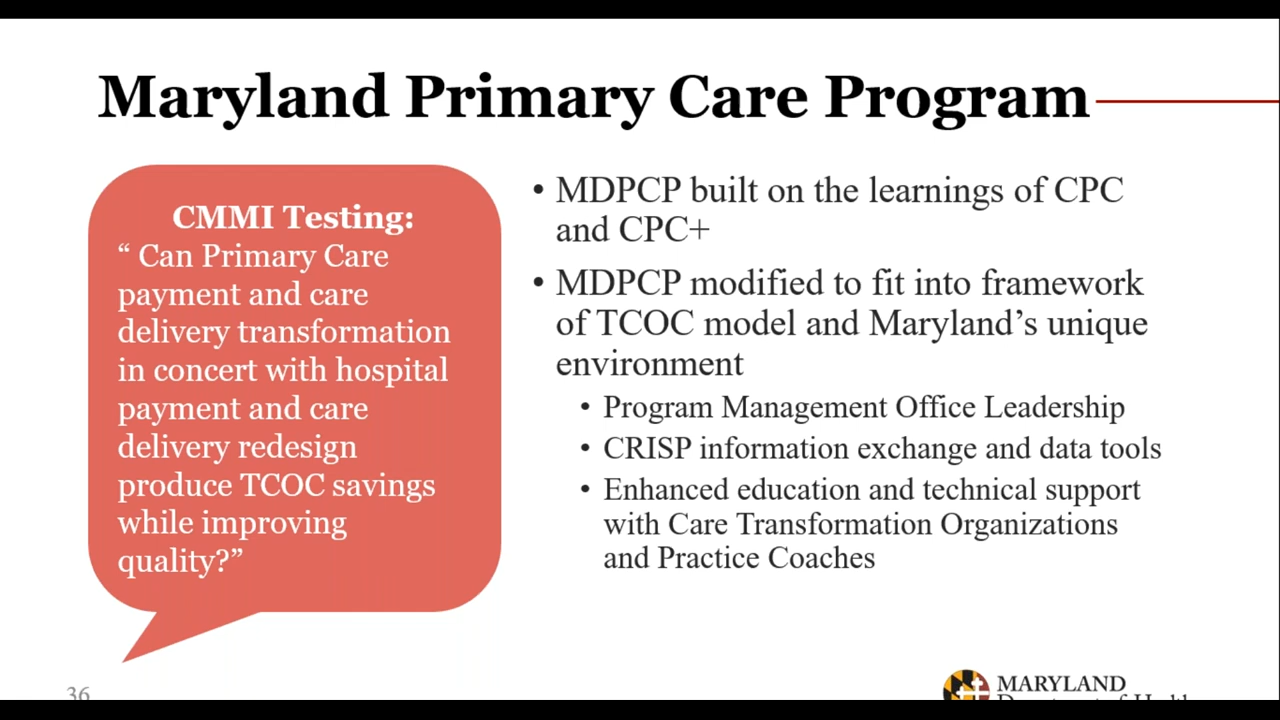 Maryland Primary Care Program
CMMI Testing:
“ Can Primary Care
payment and care
delivery transformation
in concert with hospital
payment and care
delivery redesign
produce TCOC savings
while improving
quality?”
• MDPCP built on the learnings of CPC
and CPC+
• MDPCP modified to fit into framework
of TCOC model and Maryland’s unique
environment
• Program Management Office Leadership
• CRISP information exchange and data tools
• Enhanced education and technical support
with Care Transformation Organizations
and Practice Coaches
36
MARYLAND
Department of Health